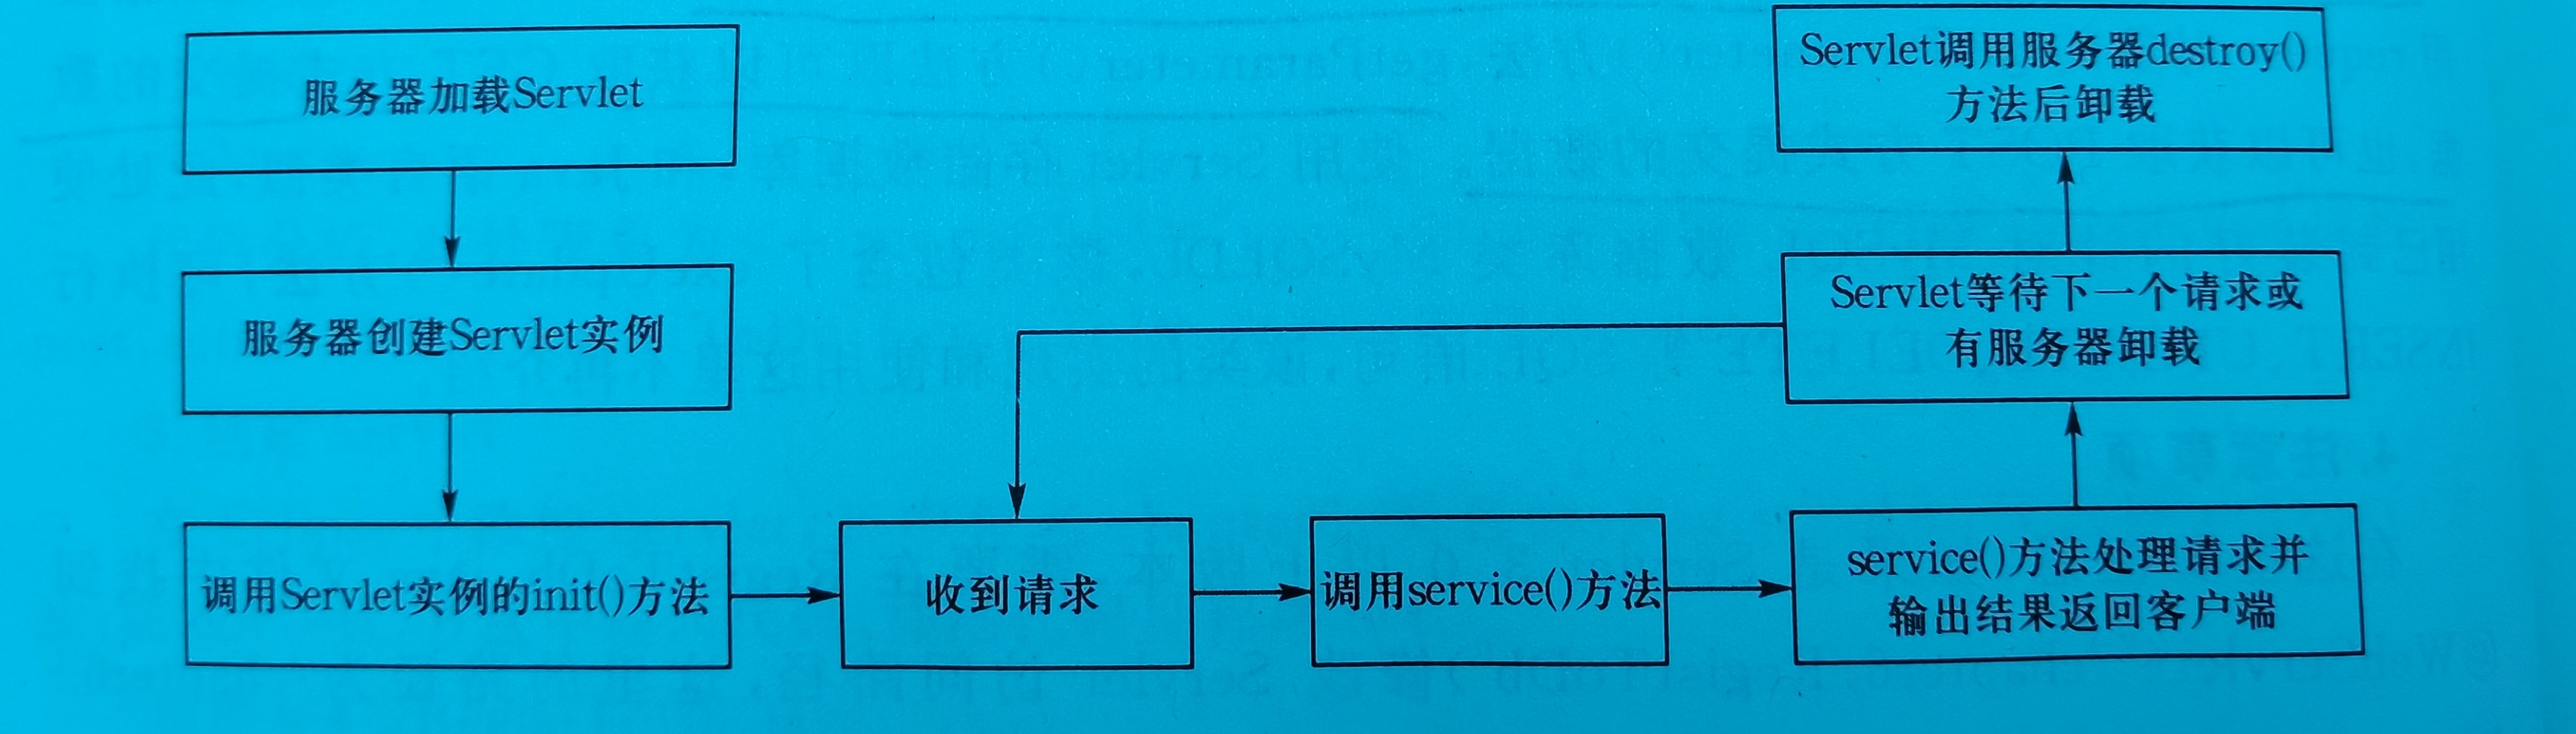 服务器加载Servlet
服务器创建Servlet实例
调用Servlet实例的init()方法
收到请求
调用service()方法
service()方法处理请求并
输出结果返回客户端
Servlet等待下一个请求或
有服务器卸载
Servlet调用服务器destroy()
方法后卸载